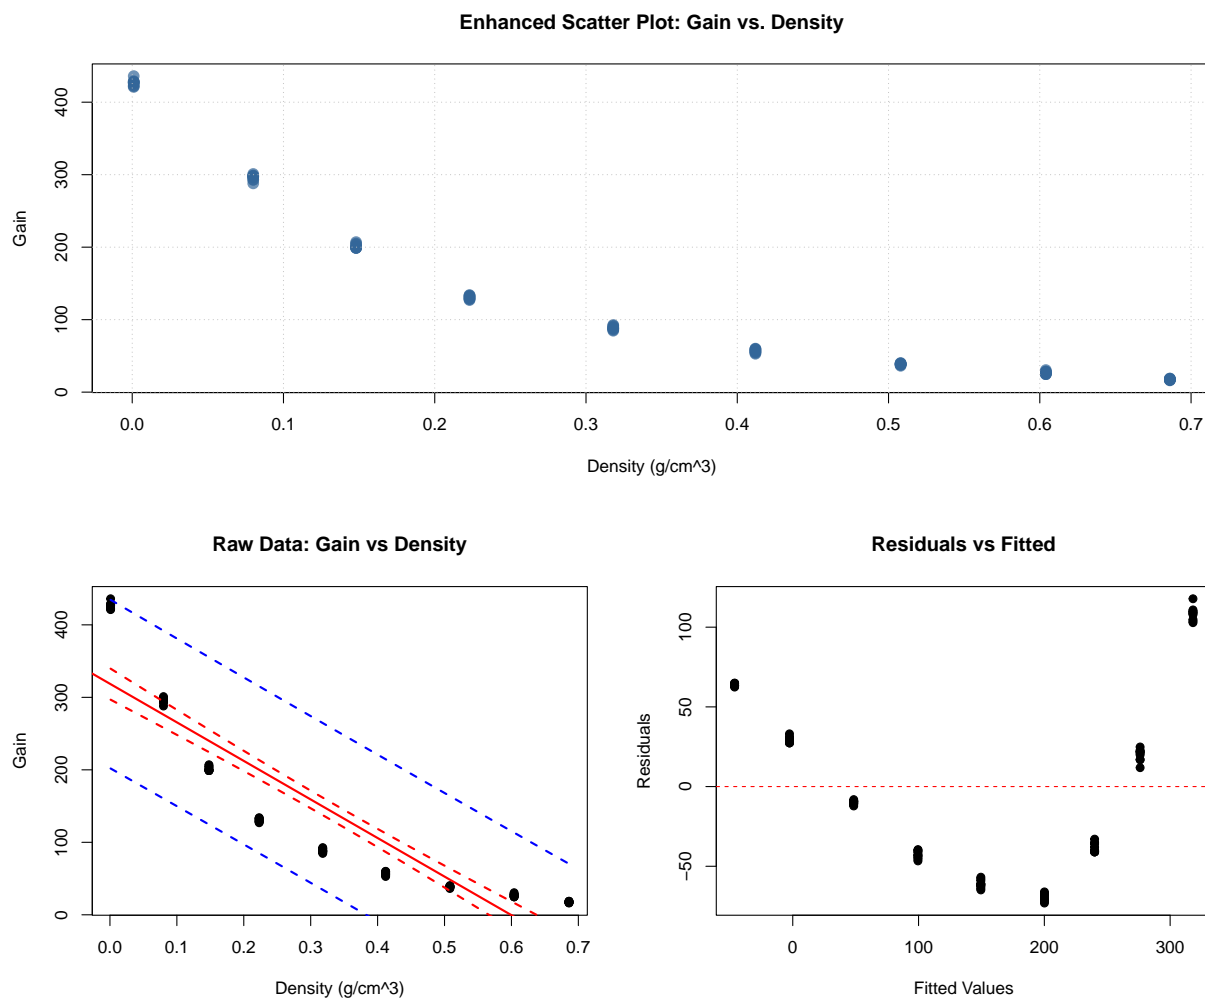 Enhanced Scatter Plot: Gain vs. Density
Gain
400
300
200
100
0
0.0 0.1 0.2 0.3 0.4 0.5 0.6 0.7
Density (g/cm^3)
Raw Data: Gain vs Density
Gain
400
300
200
100
0
0.0 0.1 0.2 0.3 0.4 0.5 0.6 0.7
Density (g/cm^3)
Residuals vs Fitted
Residuals
100
50
0
−50
0 100 200 300
Fitted Values